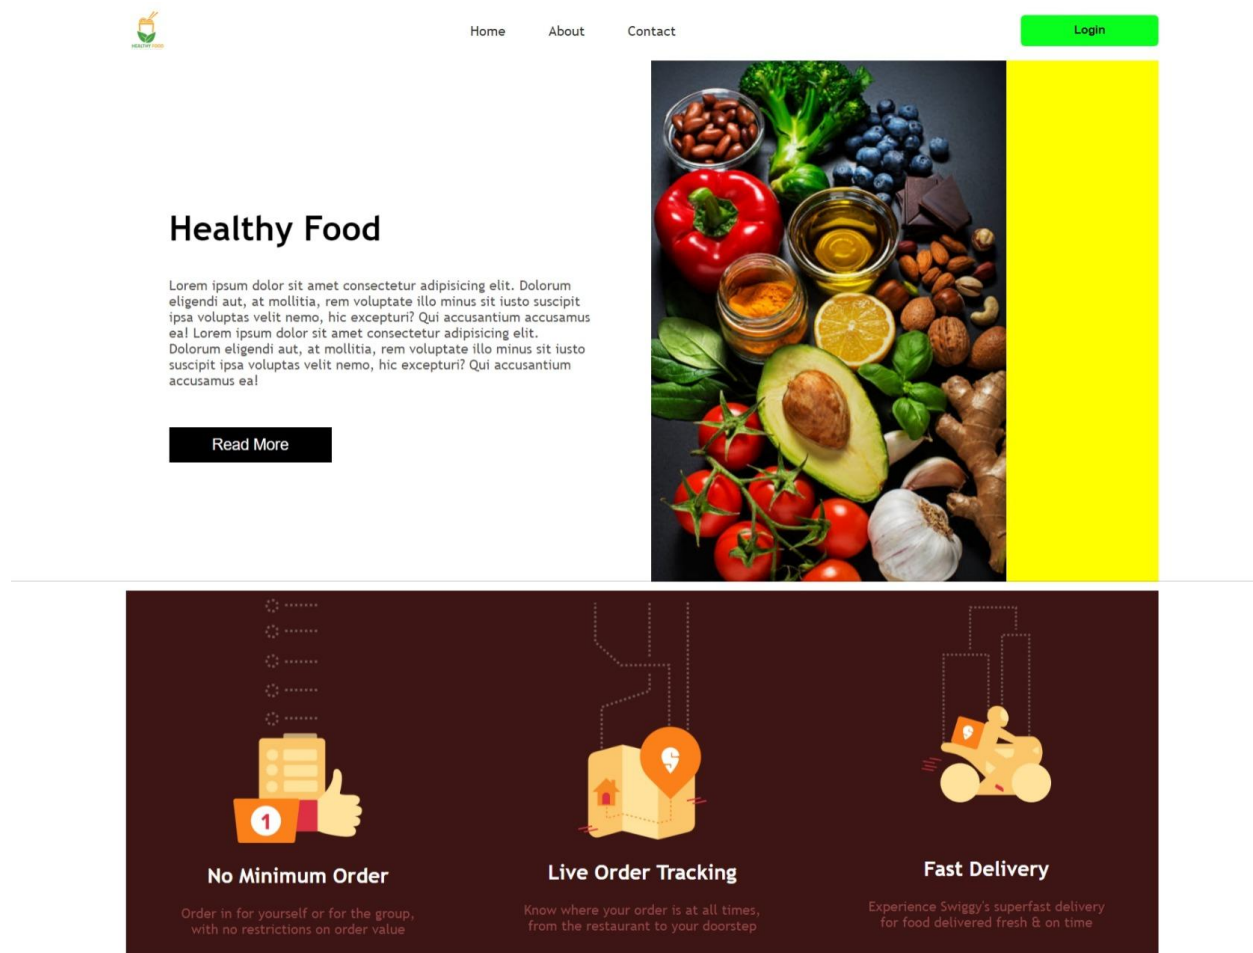 HEALTHY FOOD
Home
About
Contact
Login
Healthy Food
Lorem ipsum dolor sit amet consectetur adipisicing elit. Dolorum
eligendi aut, at mollitia, rem voluptate illo minus sit iusto suscipit
ipsa voluptas velit nemo, hic excepturi? Qui accusantium accusamus
ea! Lorem ipsum dolor sit amet consectetur adipisicing elit.
Dolorum eligendi aut, at mollitia, rem voluptate illo minus sit iusto
suscipit ipsa voluptas velit nemo, hic excepturi? Qui accusantium
accusamus ea!
Read More
1
No Minimum Order
Order in for yourself or for the group,
with no restrictions on order value
Live Order Tracking
Know where your order is at all times,
from the restaurant to your doorstep
Fast Delivery
Experience Swiggy's superfast delivery
for food delivered fresh & on time